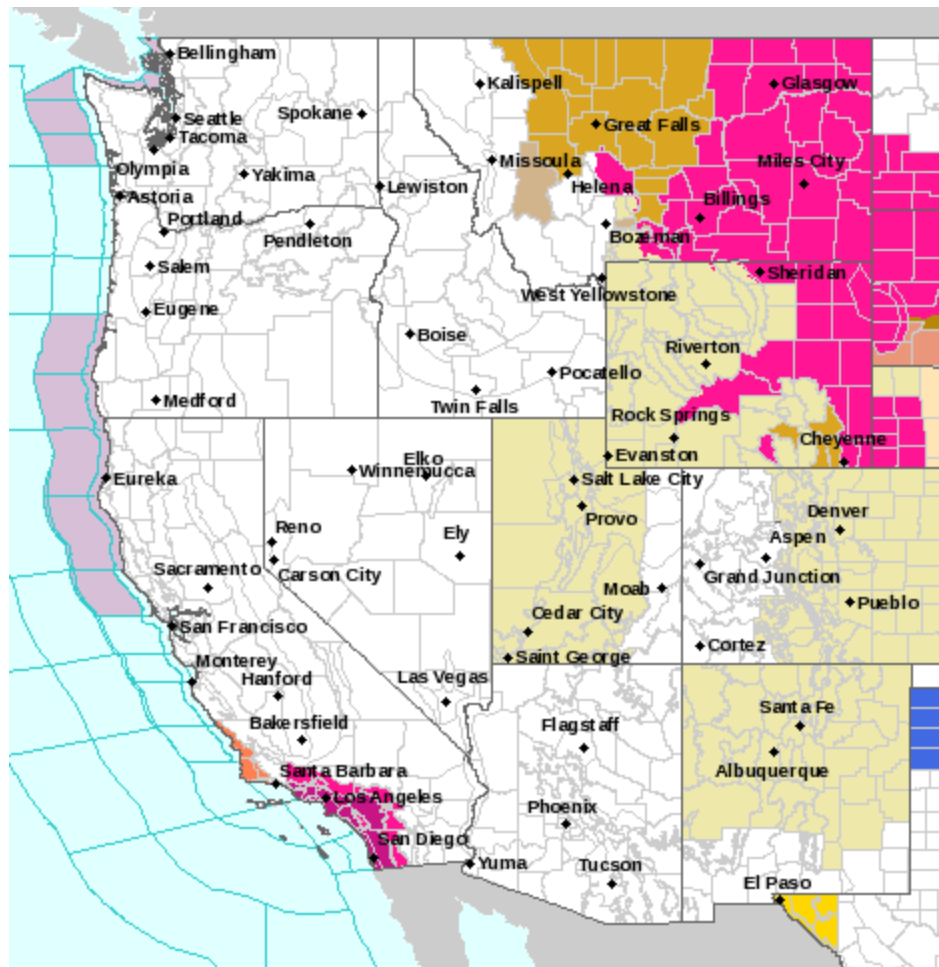 Bellingham
Kalispell
Glasgow
Spokane
Seattle
Great Falls
Tacoma
Olympia
Missoula
Miles City
Yakima
Lewiston
Helena
Astoria
Billings
Portland
Pendleton
Bozeman
Salem
Sheridan
West Yellowstone
Eugene
Boise
Riverton
Pocatello
Medford
Twin Falls
Rock Springs
Cheyenne
Elko
Evanston
Winnemucca
Eureka
Salt Lake City
Provo
Denver
Reno
Ely
Aspen
Sacramento
Carson City
Grand Junction
Moab
Pueblo
Cedar City
San Francisco
Cortez
Saint George
Monterey
Hanford
Las Vegas
Santa Fe
Bakersfield
Flagstaff
Santa Barbara
Albuquerque
Los Angeles
Phoenix
San Diego
Yuma
Tucson
El Paso